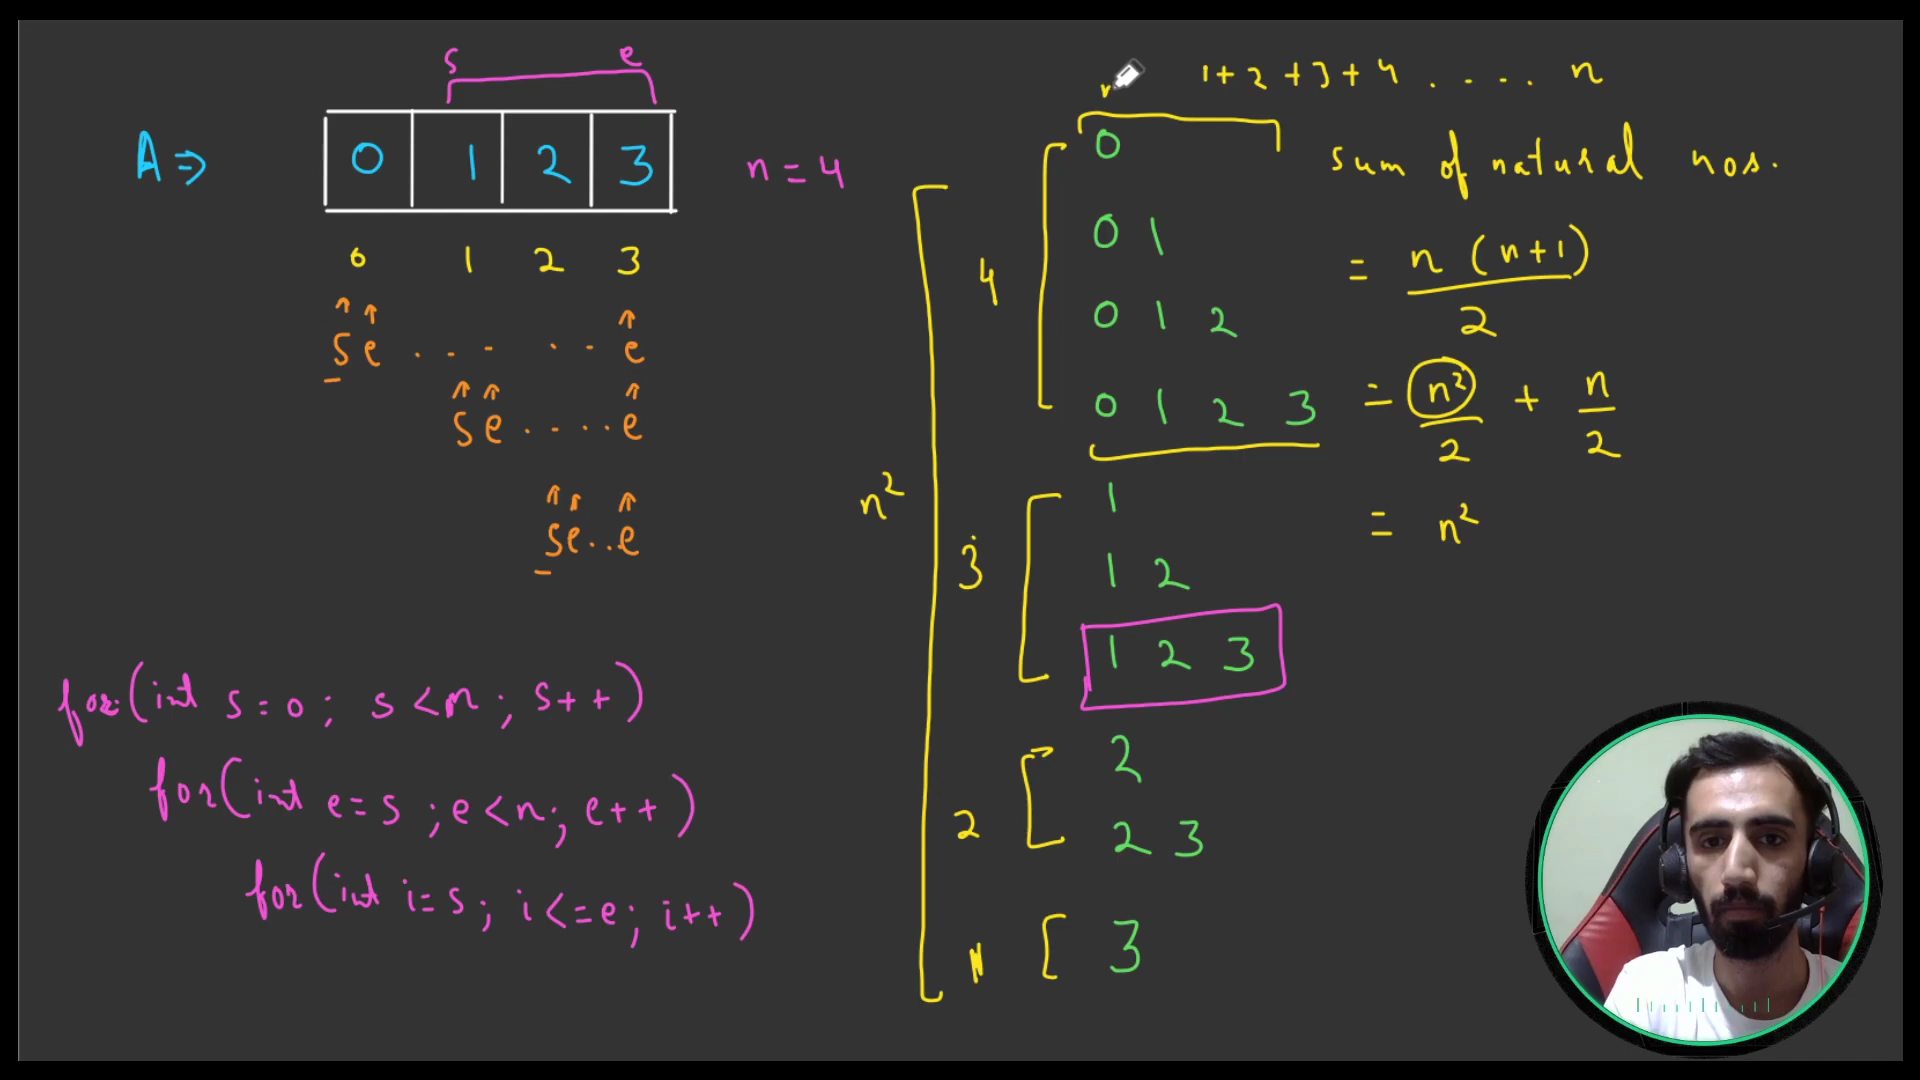 s e
A ⇒ 0 1 2 3 n = 4
0 1 2 3
s e . . . . . e
s e . . . . e
s e . . e
for(int s=0; s<n; s++)
for(int e=s; e<n; e++)
for(int i=s; i<=e; i++)
n²
4
0
0 1
0 1 2
0 1 2 3
3
1
1 2
1 2 3
2
2
2 3
1
3
1+2+3+4 . . . . n
sum of natural nos.
= n (n+1) / 2
= n²/2 + n/2
= n²